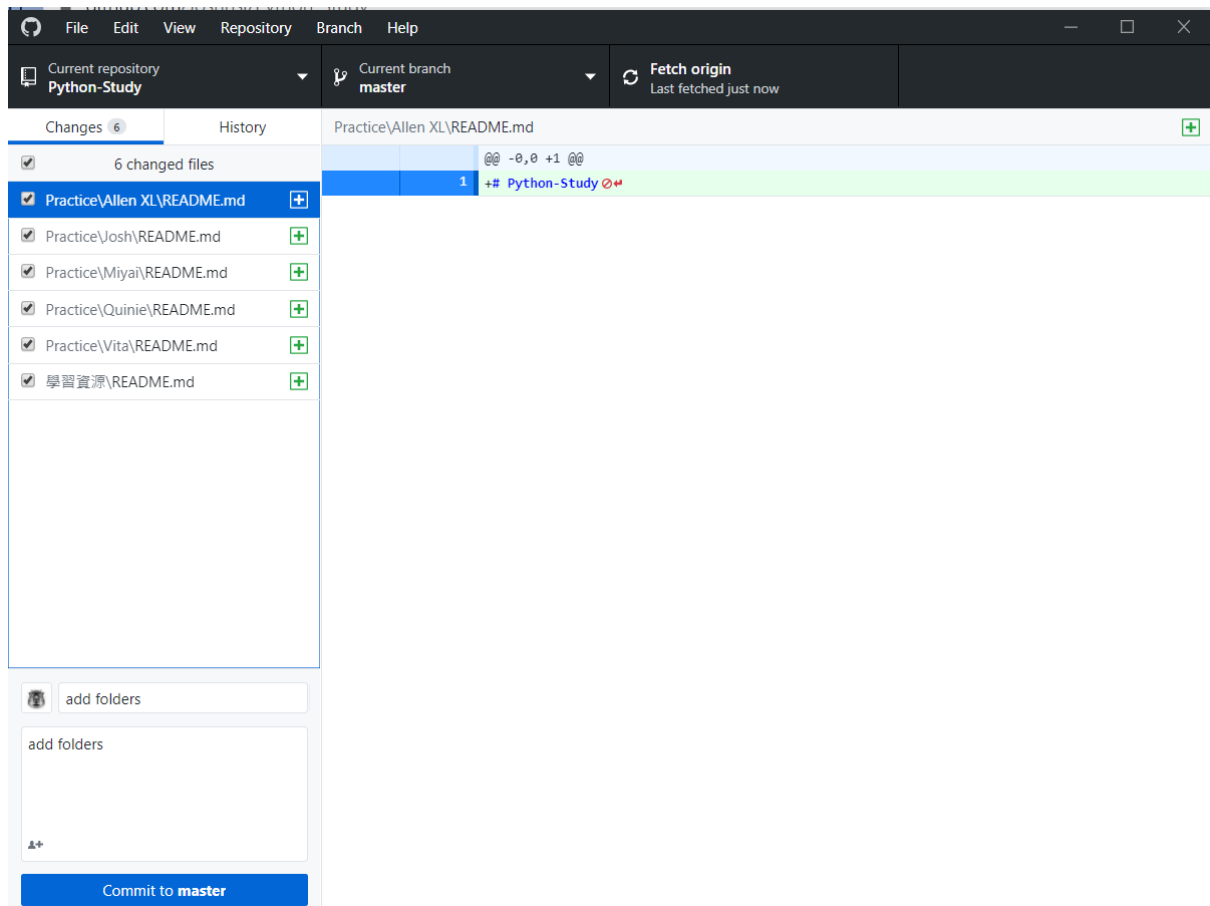 File Edit View Repository Branch Help
Current repository
Python-Study
Current branch
master
Fetch origin
Last fetched just now
Changes 6 History
6 changed files
Practice\Allen XL\README.md
Practice\Josh\README.md
Practice\Miyai\README.md
Practice\Quinie\README.md
Practice\Vita\README.md
學習資源\README.md
add folders
add folders
Commit to master
Practice\Allen XL\README.md
@@ -0,0 +1 @@
1 +# Python-Study